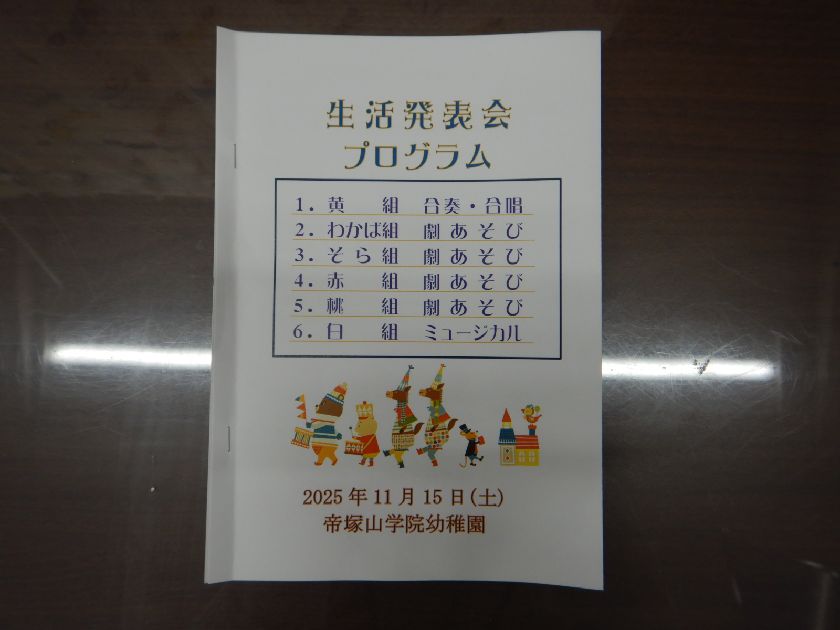 生活発表会
プログラム
1. 黄 組 合奏・合唱
2. わかば組 劇あそび
3. そら組 劇あそび
4. 赤 組 劇あそび
5. 桃 組 劇あそび
6. 白 組 ミュージカル
2025年11月15日(土)
帝塚山学院幼稚園